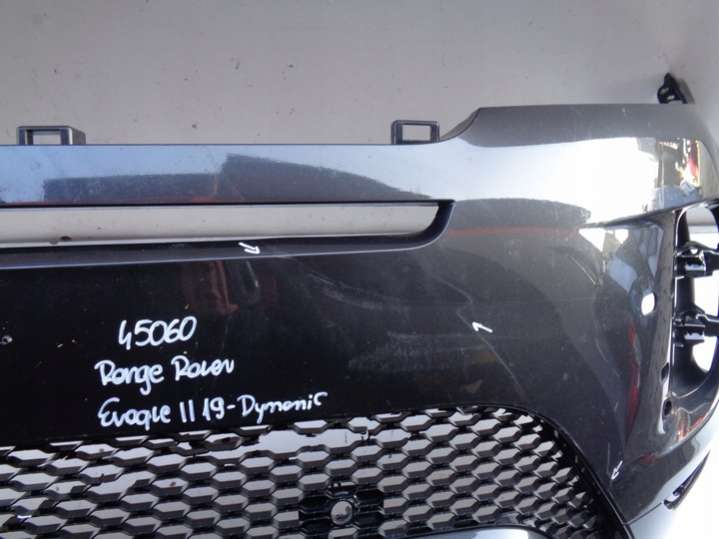 45060
Range Rover
Evoque II 19-Dynamic